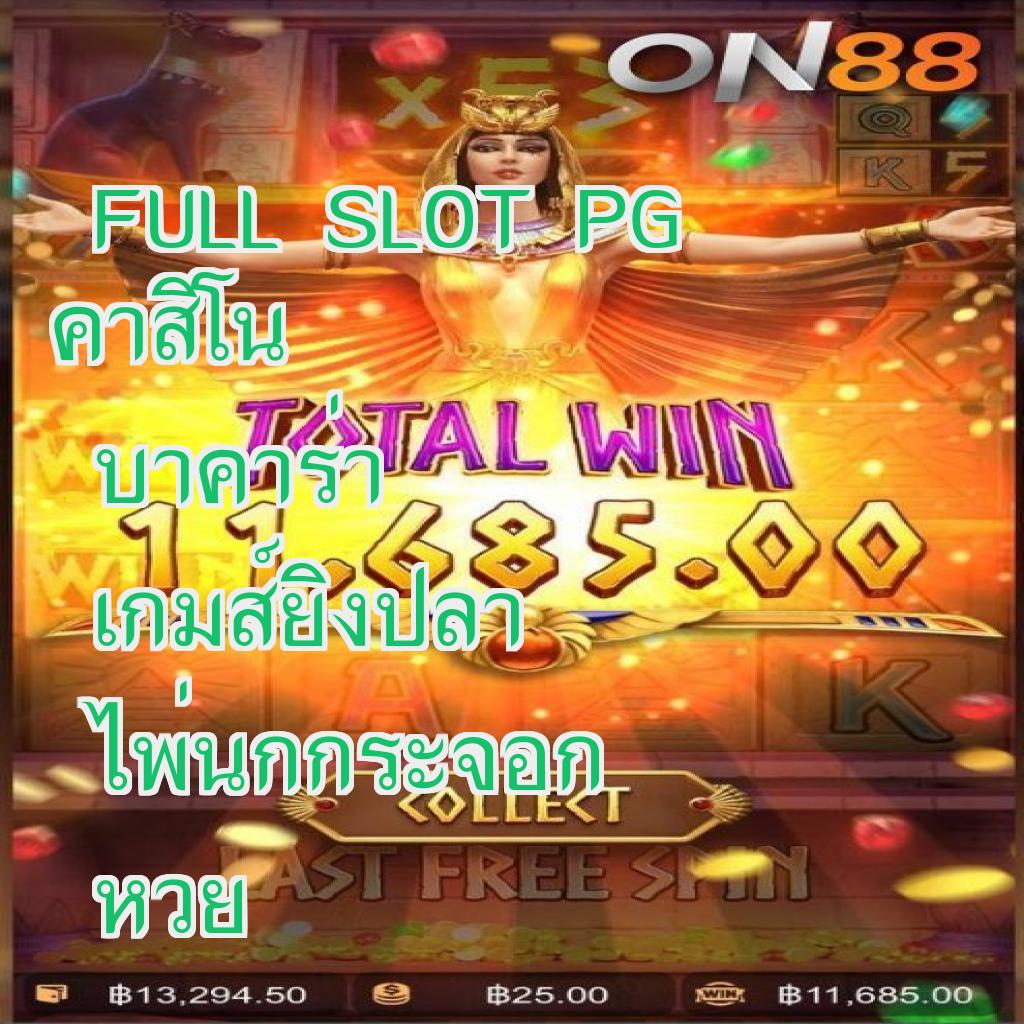 ON88
x53
Q
K 5
FULL SLOT PG
คาสิโน
TOTAL WIN
บาคาร่า
11,685.00
เกมส์ยิงปลา
A K
ไพ่นกกระจอก
COLLECT
LAST FREE SPIN
หวย
฿13,294.50 ฿25.00 WIN ฿11,685.00